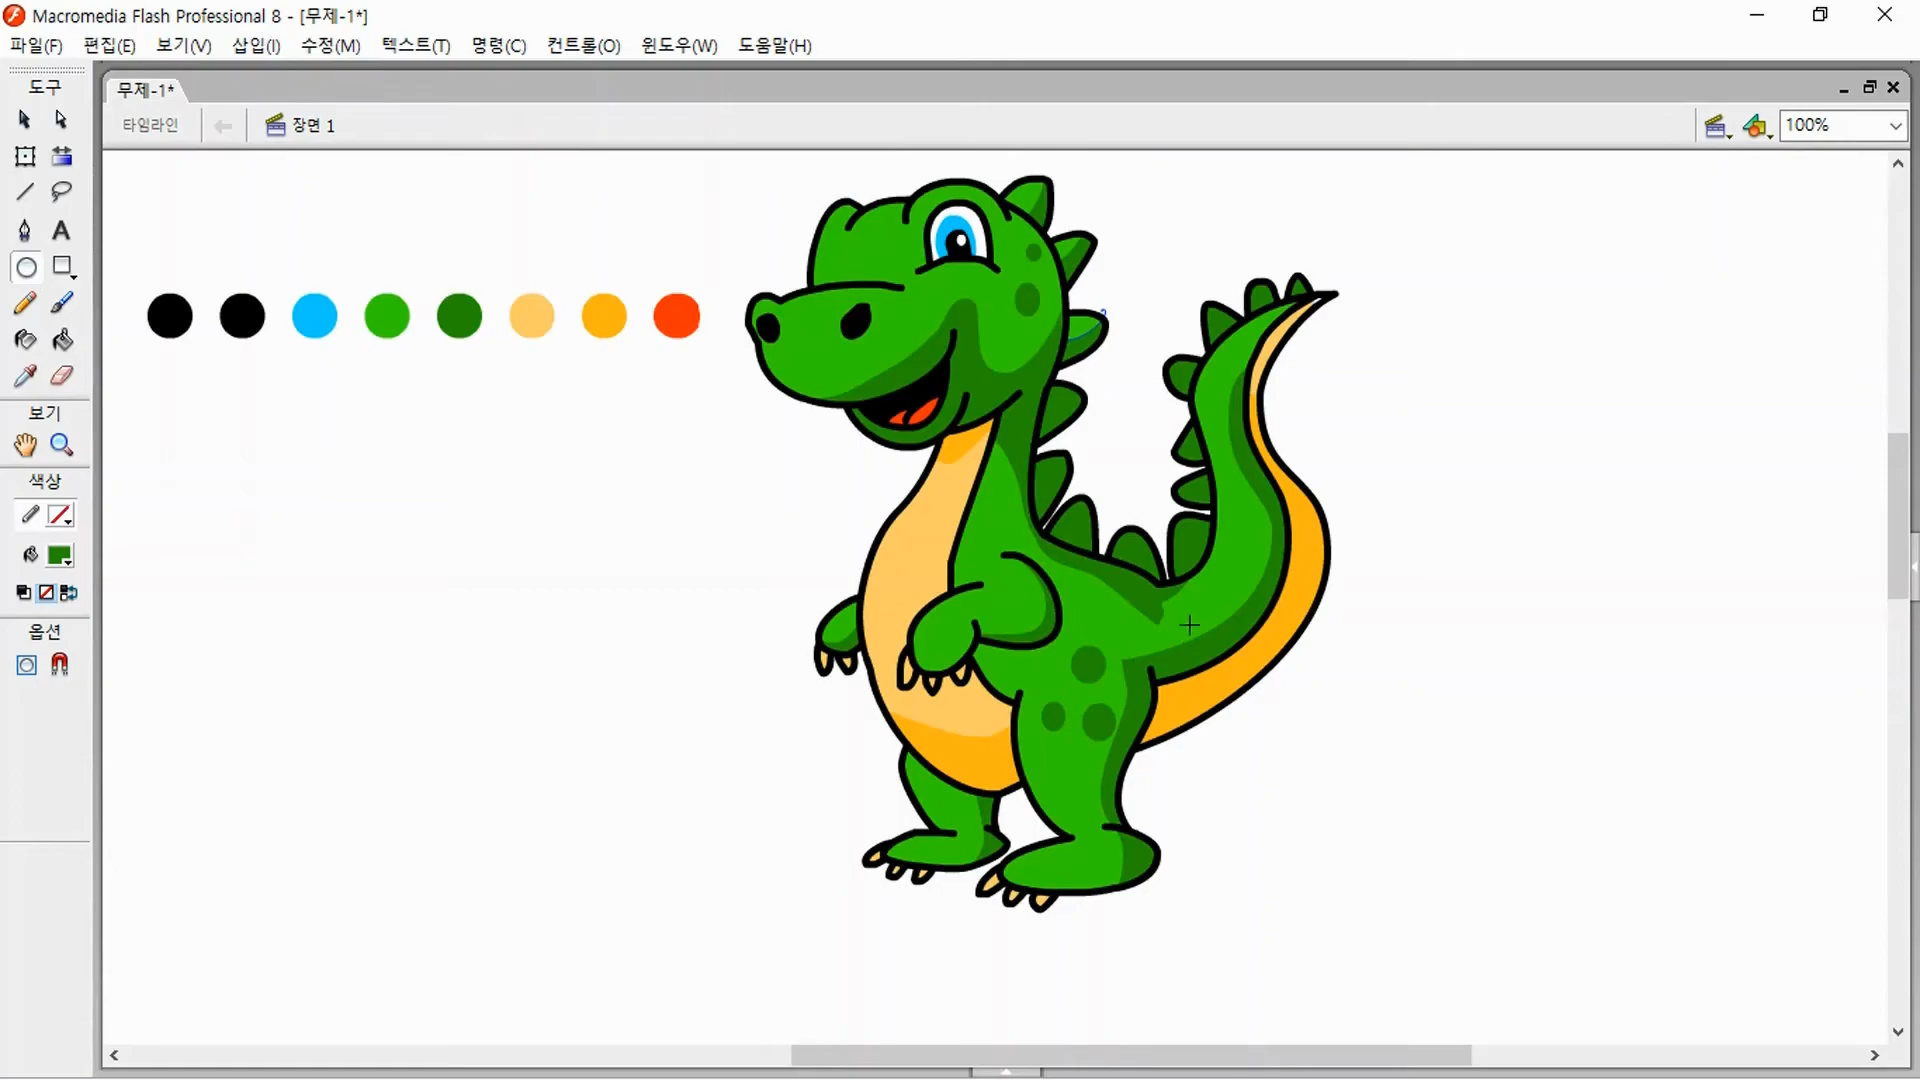 Macromedia Flash Professional 8 - [무제-1*]
파일(F) 편집(E) 보기(V) 삽입(I) 수정(M) 텍스트(T) 명령(C) 컨트롤(O) 윈도우(W) 도움말(H)
도구
무제-1*
타임라인
장면 1
100%
A
보기
색상
옵션